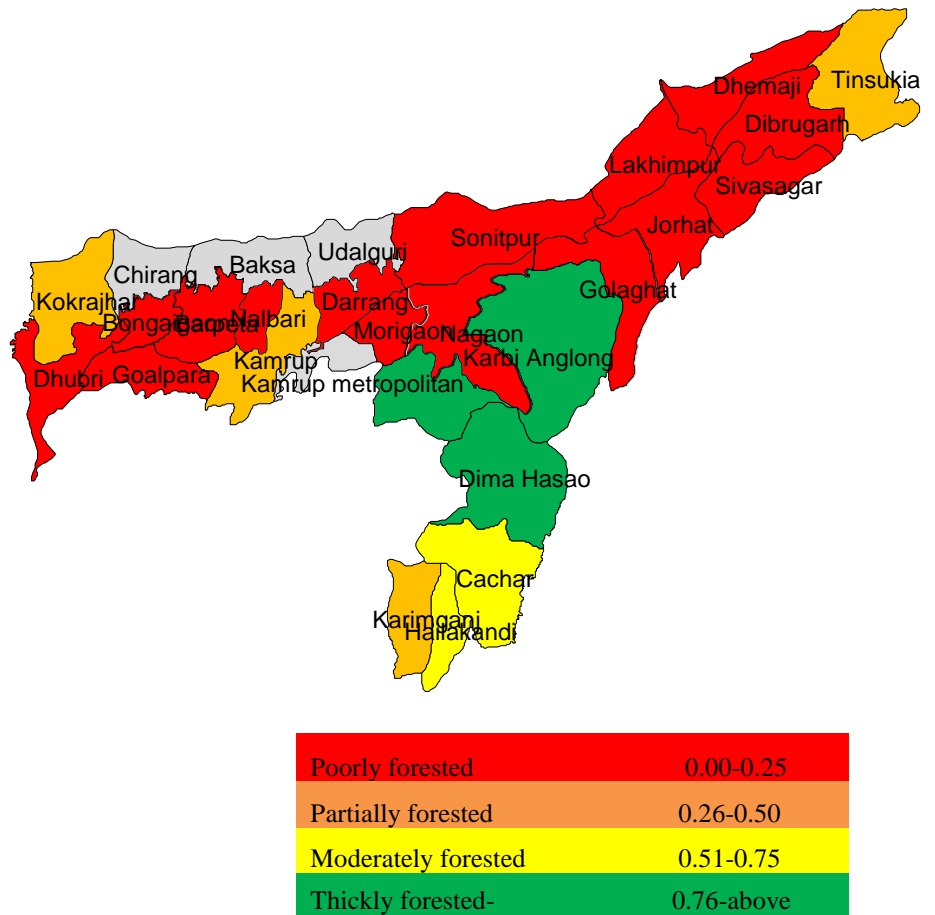 Tinsukia
Dhemaji
Dibrugarh
Lakhimpur
Sivasagar
Jorhat
Sonitpur
Udalguri
Baksa
Chirang
Golaghat
Kokrajhar
Darrang
Bongaigaon
Barpeta
Nalbari
Morigaon
Nagaon
Kamrup
Karbi Anglong
Dhubri
Goalpara
Kamrup metropolitan
Dima Hasao
Cachar
Karimganj
Hailakandi
Poorly forested 0.00-0.25
Partially forested 0.26-0.50
Moderately forested 0.51-0.75
Thickly forested- 0.76-above